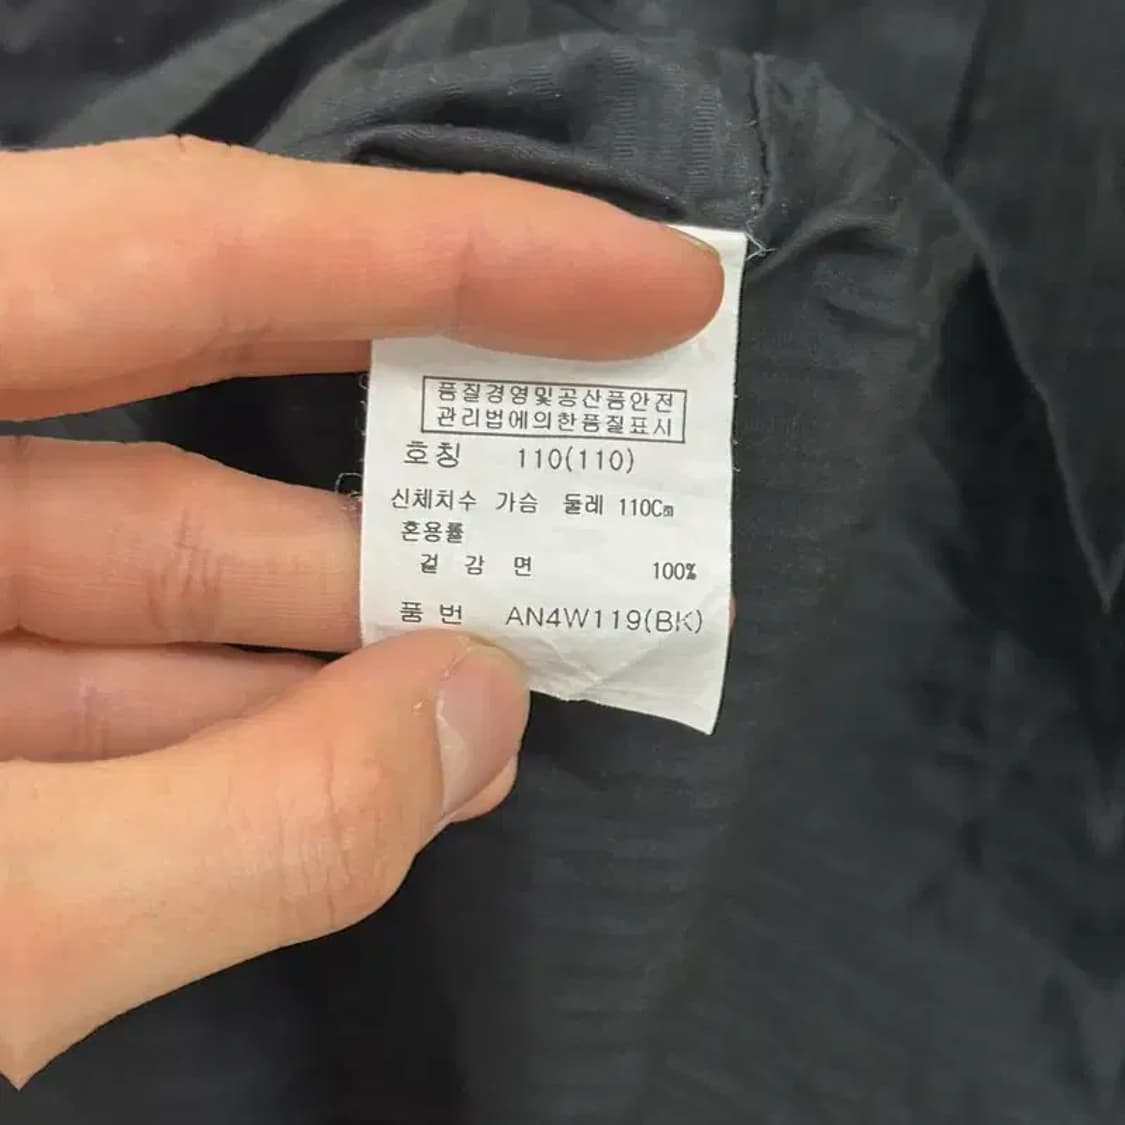 품질경영및공산품안전
관리법에의한품질표시
호칭 110(110)
신체치수 가슴 둘레 110Cm
혼용률
겉 감 면 100%
품 번 AN4W119(BK)